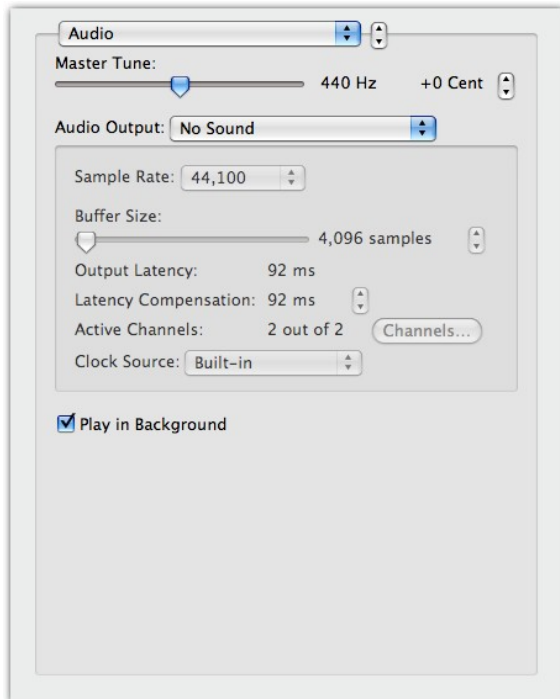 Audio
Master Tune:
440 Hz +0 Cent
Audio Output: No Sound
Sample Rate: 44,100
Buffer Size:
4,096 samples
Output Latency: 92 ms
Latency Compensation: 92 ms
Active Channels: 2 out of 2 Channels...
Clock Source: Built-in
Play in Background